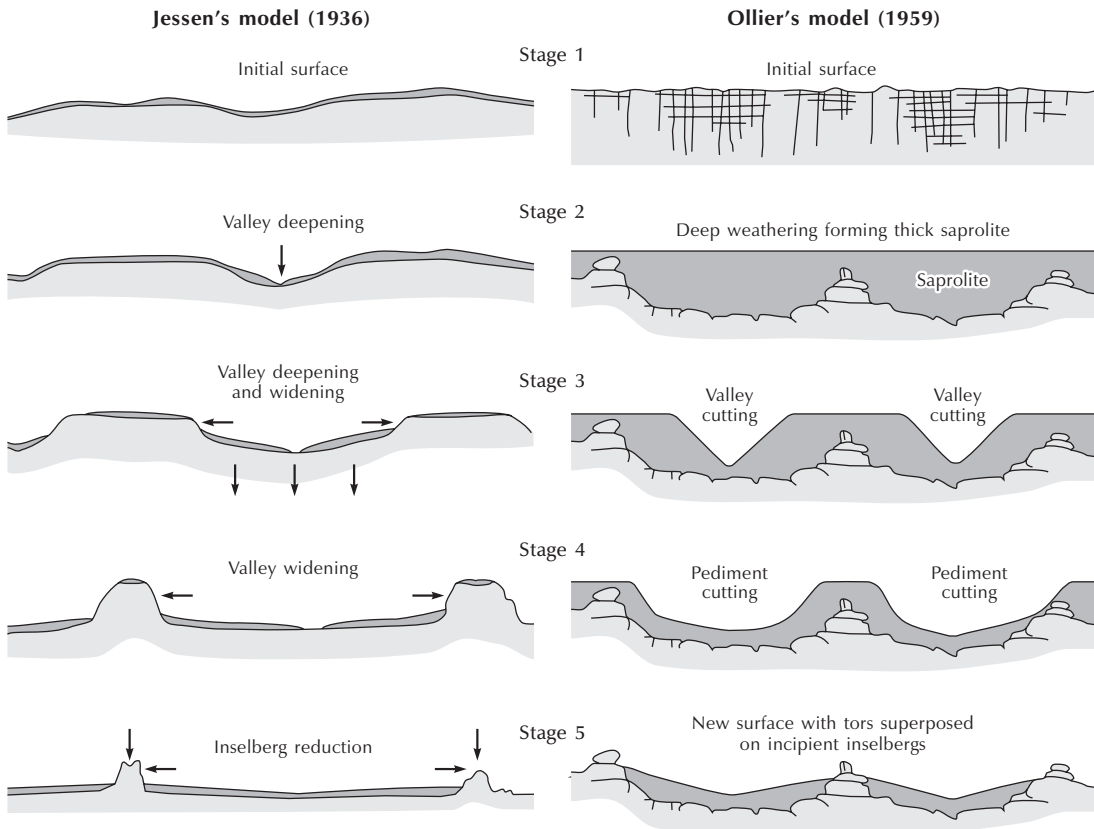 Jessen's model (1936)
Ollier's model (1959)
Stage 1
Initial surface
Initial surface
Stage 2
Valley deepening
Deep weathering forming thick saprolite
Saprolite
Stage 3
Valley deepening
and widening
Valley
cutting
Valley
cutting
Stage 4
Valley widening
Pediment
cutting
Pediment
cutting
Stage 5
Inselberg reduction
New surface with tors superposed
on incipient inselbergs